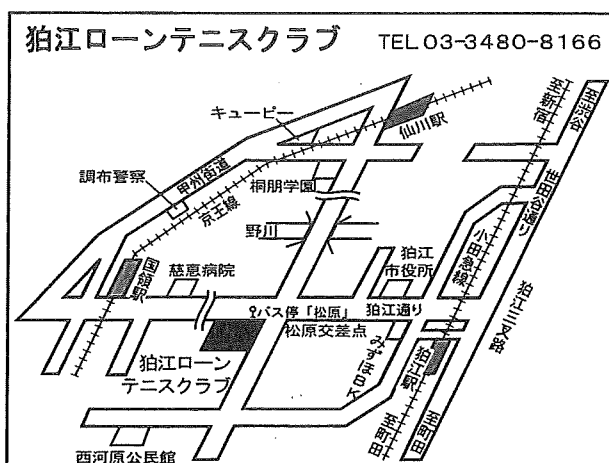 狛江ローンテニスクラブ TEL 03-3480-8166
キューピー
仙川駅
至新宿
至渋谷
調布警察
甲州街道
桐朋学園
京王線
世田谷通り
野川
小田急線
国領駅
慈恵病院
狛江
市役所
バス停「松原」
狛江通り
松原交差点
狛江三叉路
狛江ローン
テニスクラブ
みずほBK
狛江駅
至町田
至町田
西河原公民館